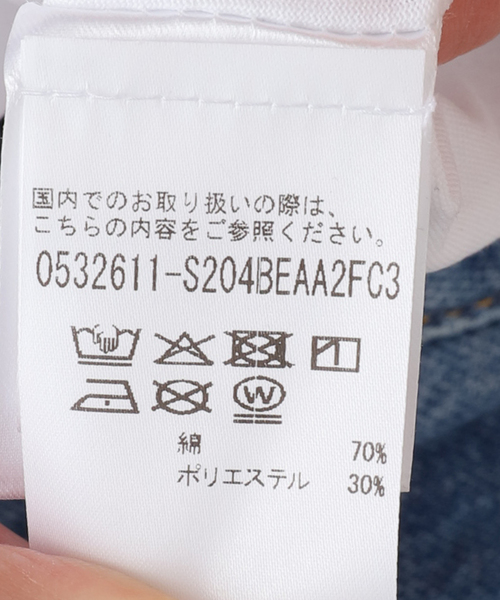 国内でのお取り扱いの際は、
こちらの内容をご参照ください。
0532611-S204BEAA2FC3
W
綿 70%
ポリエステル 30%